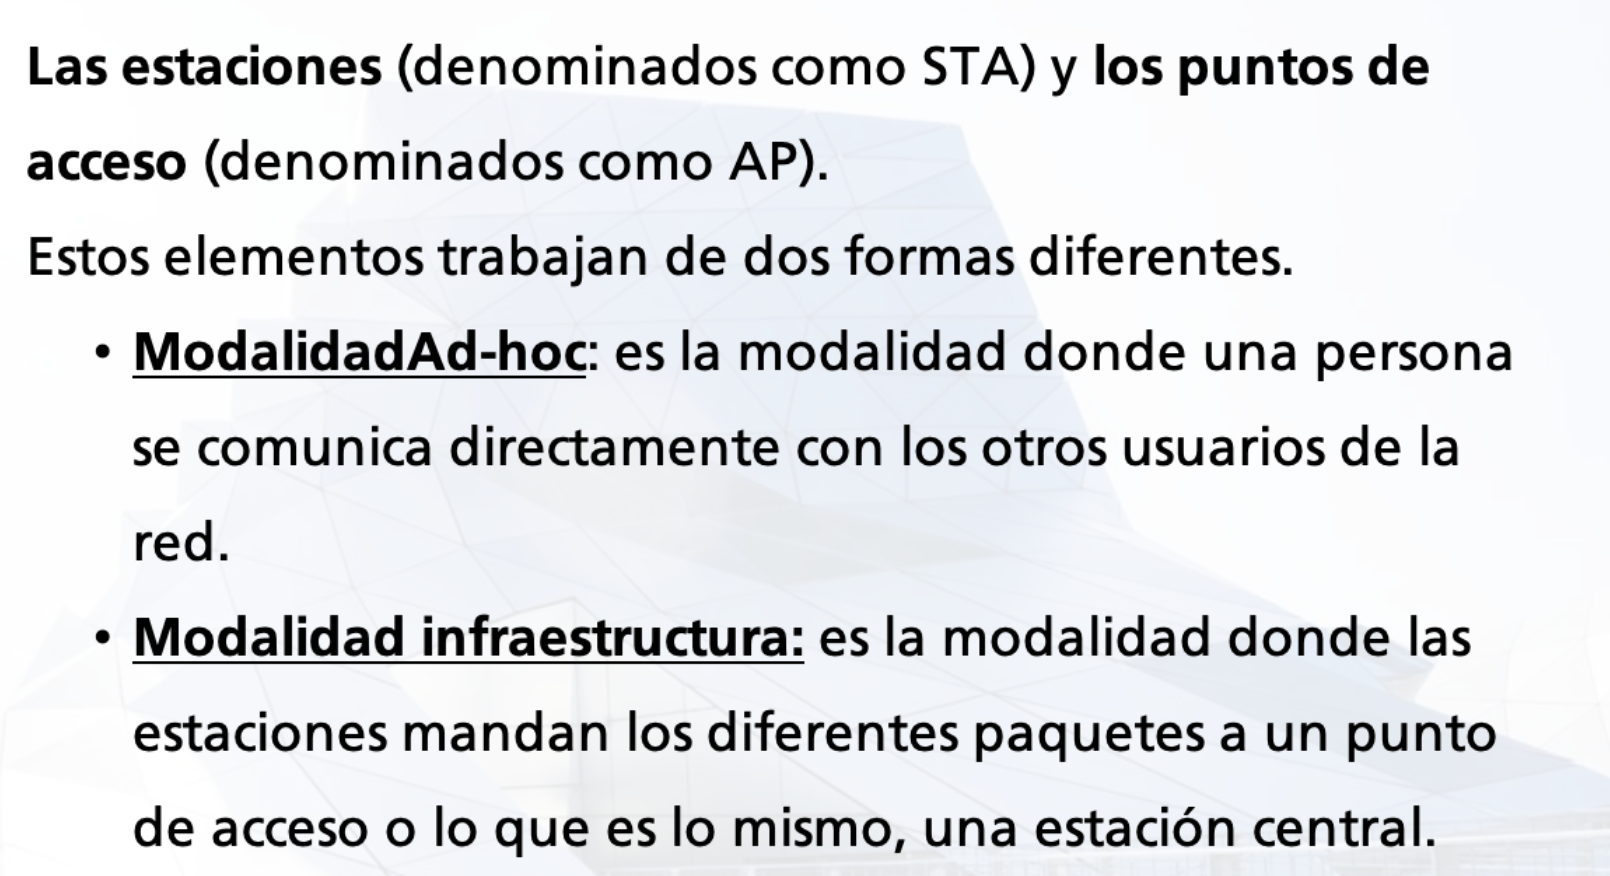 Las estaciones (denominados como STA) y los puntos de
acceso (denominados como AP).
Estos elementos trabajan de dos formas diferentes.
• ModalidadAd-hoc: es la modalidad donde una persona
se comunica directamente con los otros usuarios de la
red.
• Modalidad infraestructura: es la modalidad donde las
estaciones mandan los diferentes paquetes a un punto
de acceso o lo que es lo mismo, una estación central.